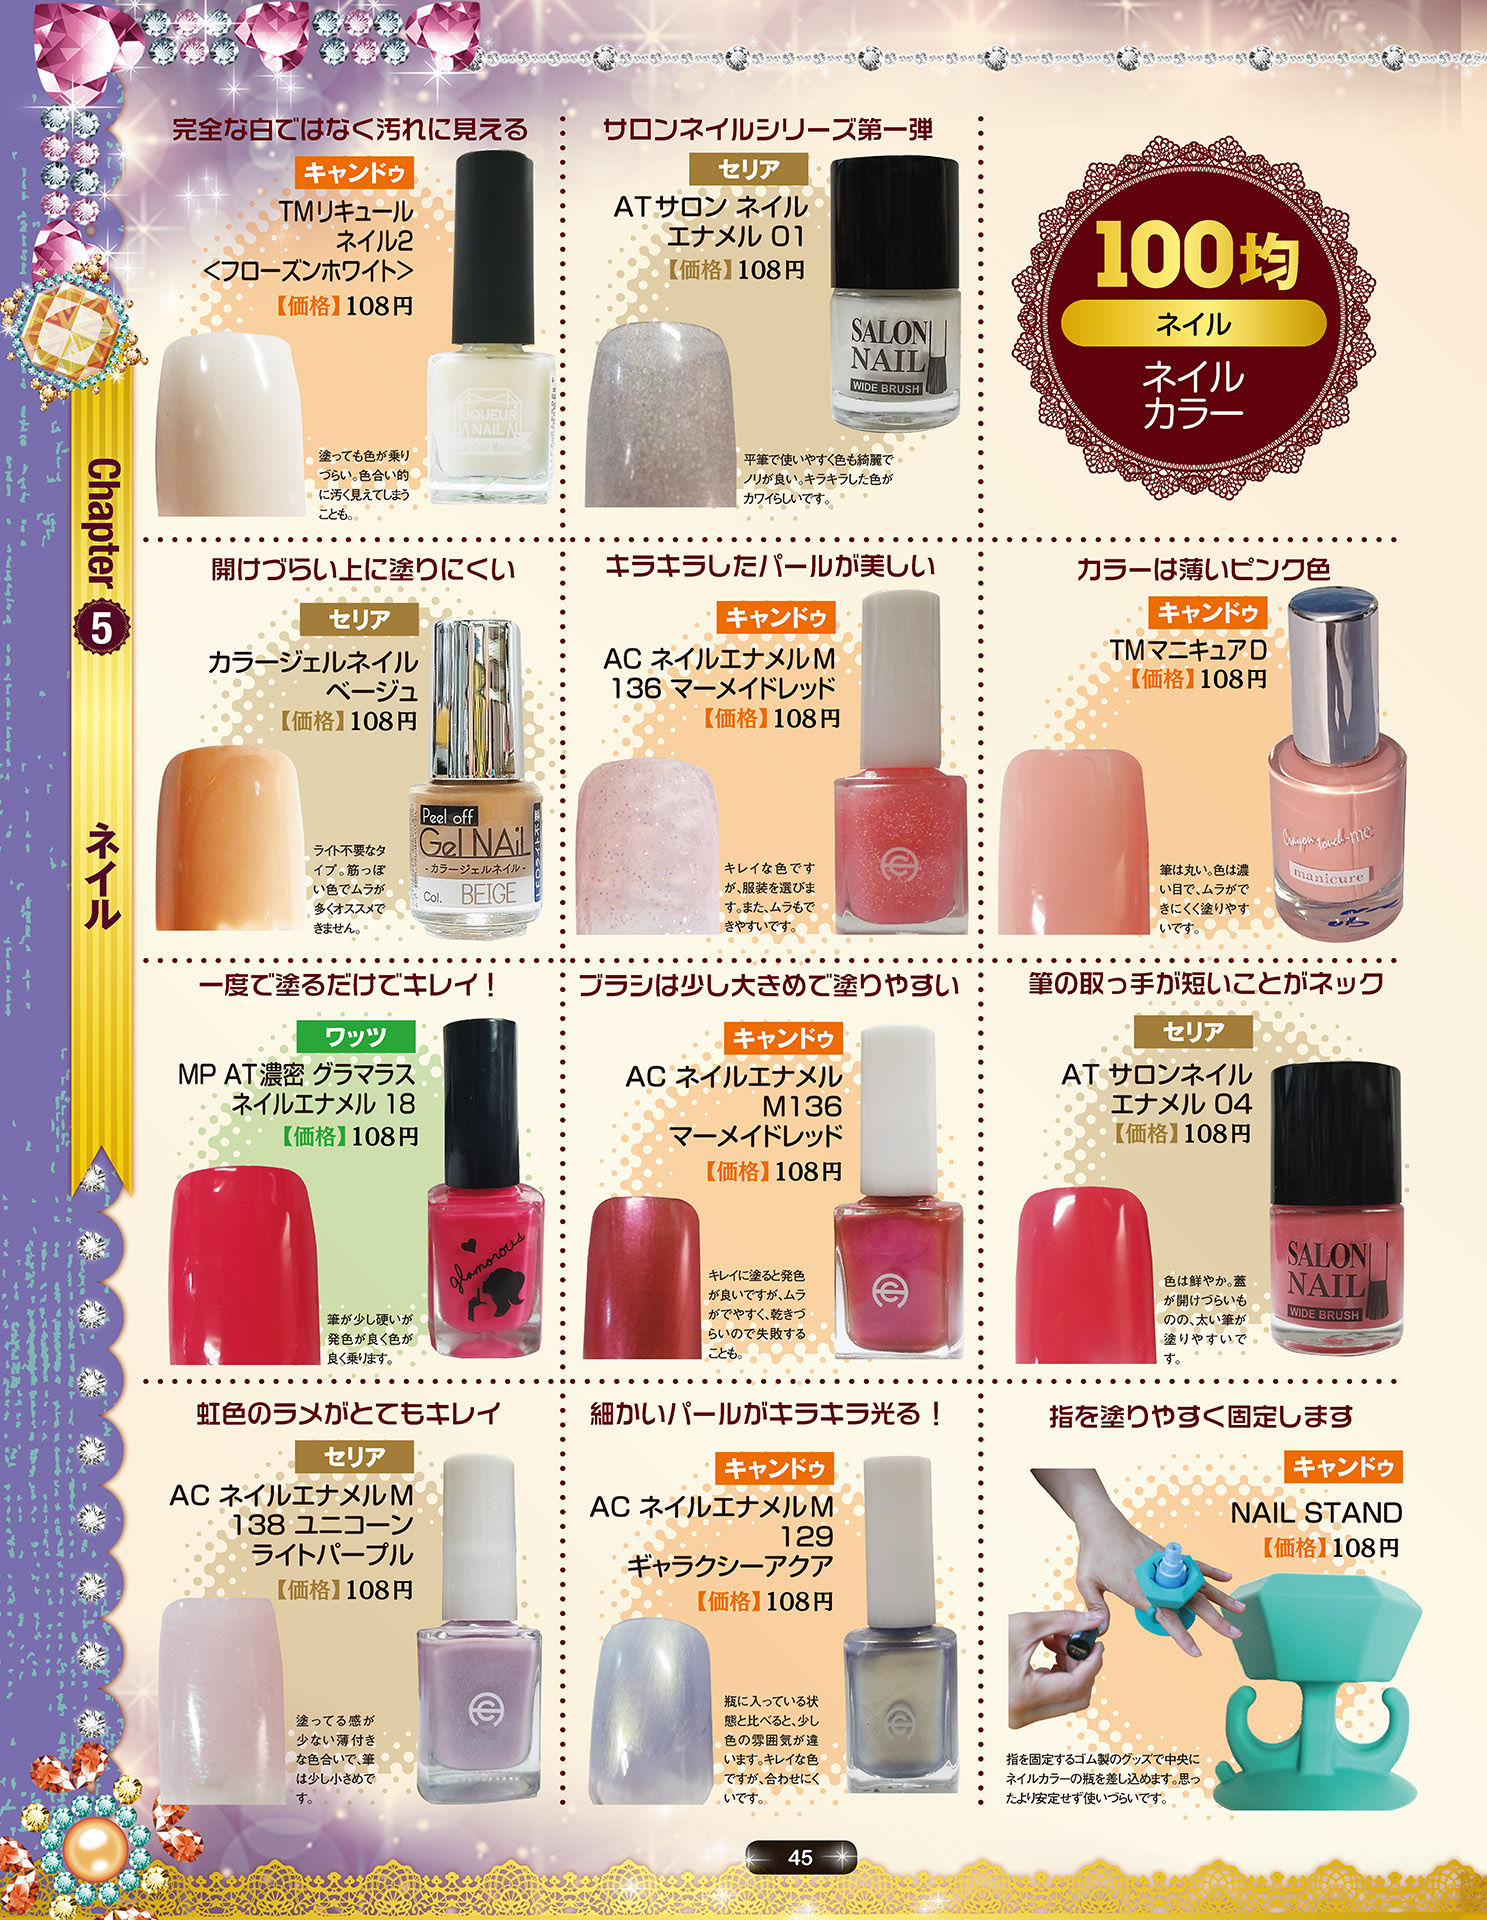 完全な白ではなく汚れに見える
キャンドゥ
TMリキュール
ネイル2
<フローズンホワイト>
【価格】108円
LIQUEUR
NAIL
塗っても色が乗り
づらい。色合い的
に汚く見えてしまう
ことも。
サロンネイルシリーズ第一弾
セリア
ATサロン ネイル
エナメル 01
【価格】108円
SALON
NAIL
WIDE BRUSH
平筆で使いやすく色も綺麗で
ノリが良い。キラキラした色が
カワイらしいです。
100均
ネイル
ネイル
カラー
Chapter
5
ネイル
開けづらい上に塗りにくい
セリア
カラージェルネイル
ベージュ
【価格】108円
Peel off
Gel NAiL
-カラージェルネイル-
Col. BEIGE
ライト不要なタ
イプ。筋っぽ
い色でムラが
多くオススメで
きません。
キラキラしたパールが美しい
キャンドゥ
AC ネイルエナメルM
136 マーメイドレッド
【価格】108円
キレイな色です
が、服装を選びま
す。また、ムラもで
きやすいです。
カラーは薄いピンク色
キャンドゥ
TMマニキュアD
【価格】108円
Crayon touch-me
manicure
筆は丸い。色は濃
い目で、ムラがで
きにくく塗りやす
いです。
一度で塗るだけでキレイ！
ワッツ
MP AT濃密 グラマラス
ネイルエナメル 18
【価格】108円
glamorous
筆が少し硬いが
発色が良く色が
良く乗ります。
ブラシは少し大きめで塗りやすい
キャンドゥ
AC ネイルエナメル
M136
マーメイドレッド
【価格】108円
キレイに塗ると発色
が良いですが、ムラ
がでやすく、乾きづ
らいので失敗する
ことも。
筆の取っ手が短いことがネック
セリア
AT サロンネイル
エナメル 04
【価格】108円
SALON
NAIL
WIDE BRUSH
色は鮮やか。蓋
が開けづらいも
のの、太い筆が
塗りやすいで
す。
虹色のラメがとてもキレイ
セリア
AC ネイルエナメルM
138 ユニコーン
ライトパープル
【価格】108円
塗ってる感が
少ない薄付き
な色合いで、筆
は少し小さめで
す。
細かいパールがキラキラ光る！
キャンドゥ
AC ネイルエナメルM
129
ギャラクシーアクア
【価格】108円
瓶に入っている状
態と比べると、少し
色の雰囲気が違
います。キレイな色
ですが、合わせにく
いです。
指を塗りやすく固定します
キャンドゥ
NAIL STAND
【価格】108円
指を固定するゴム製のグッズで中央に
ネイルカラーの瓶を差し込めます。思っ
たより安定せず使いづらいです。
45